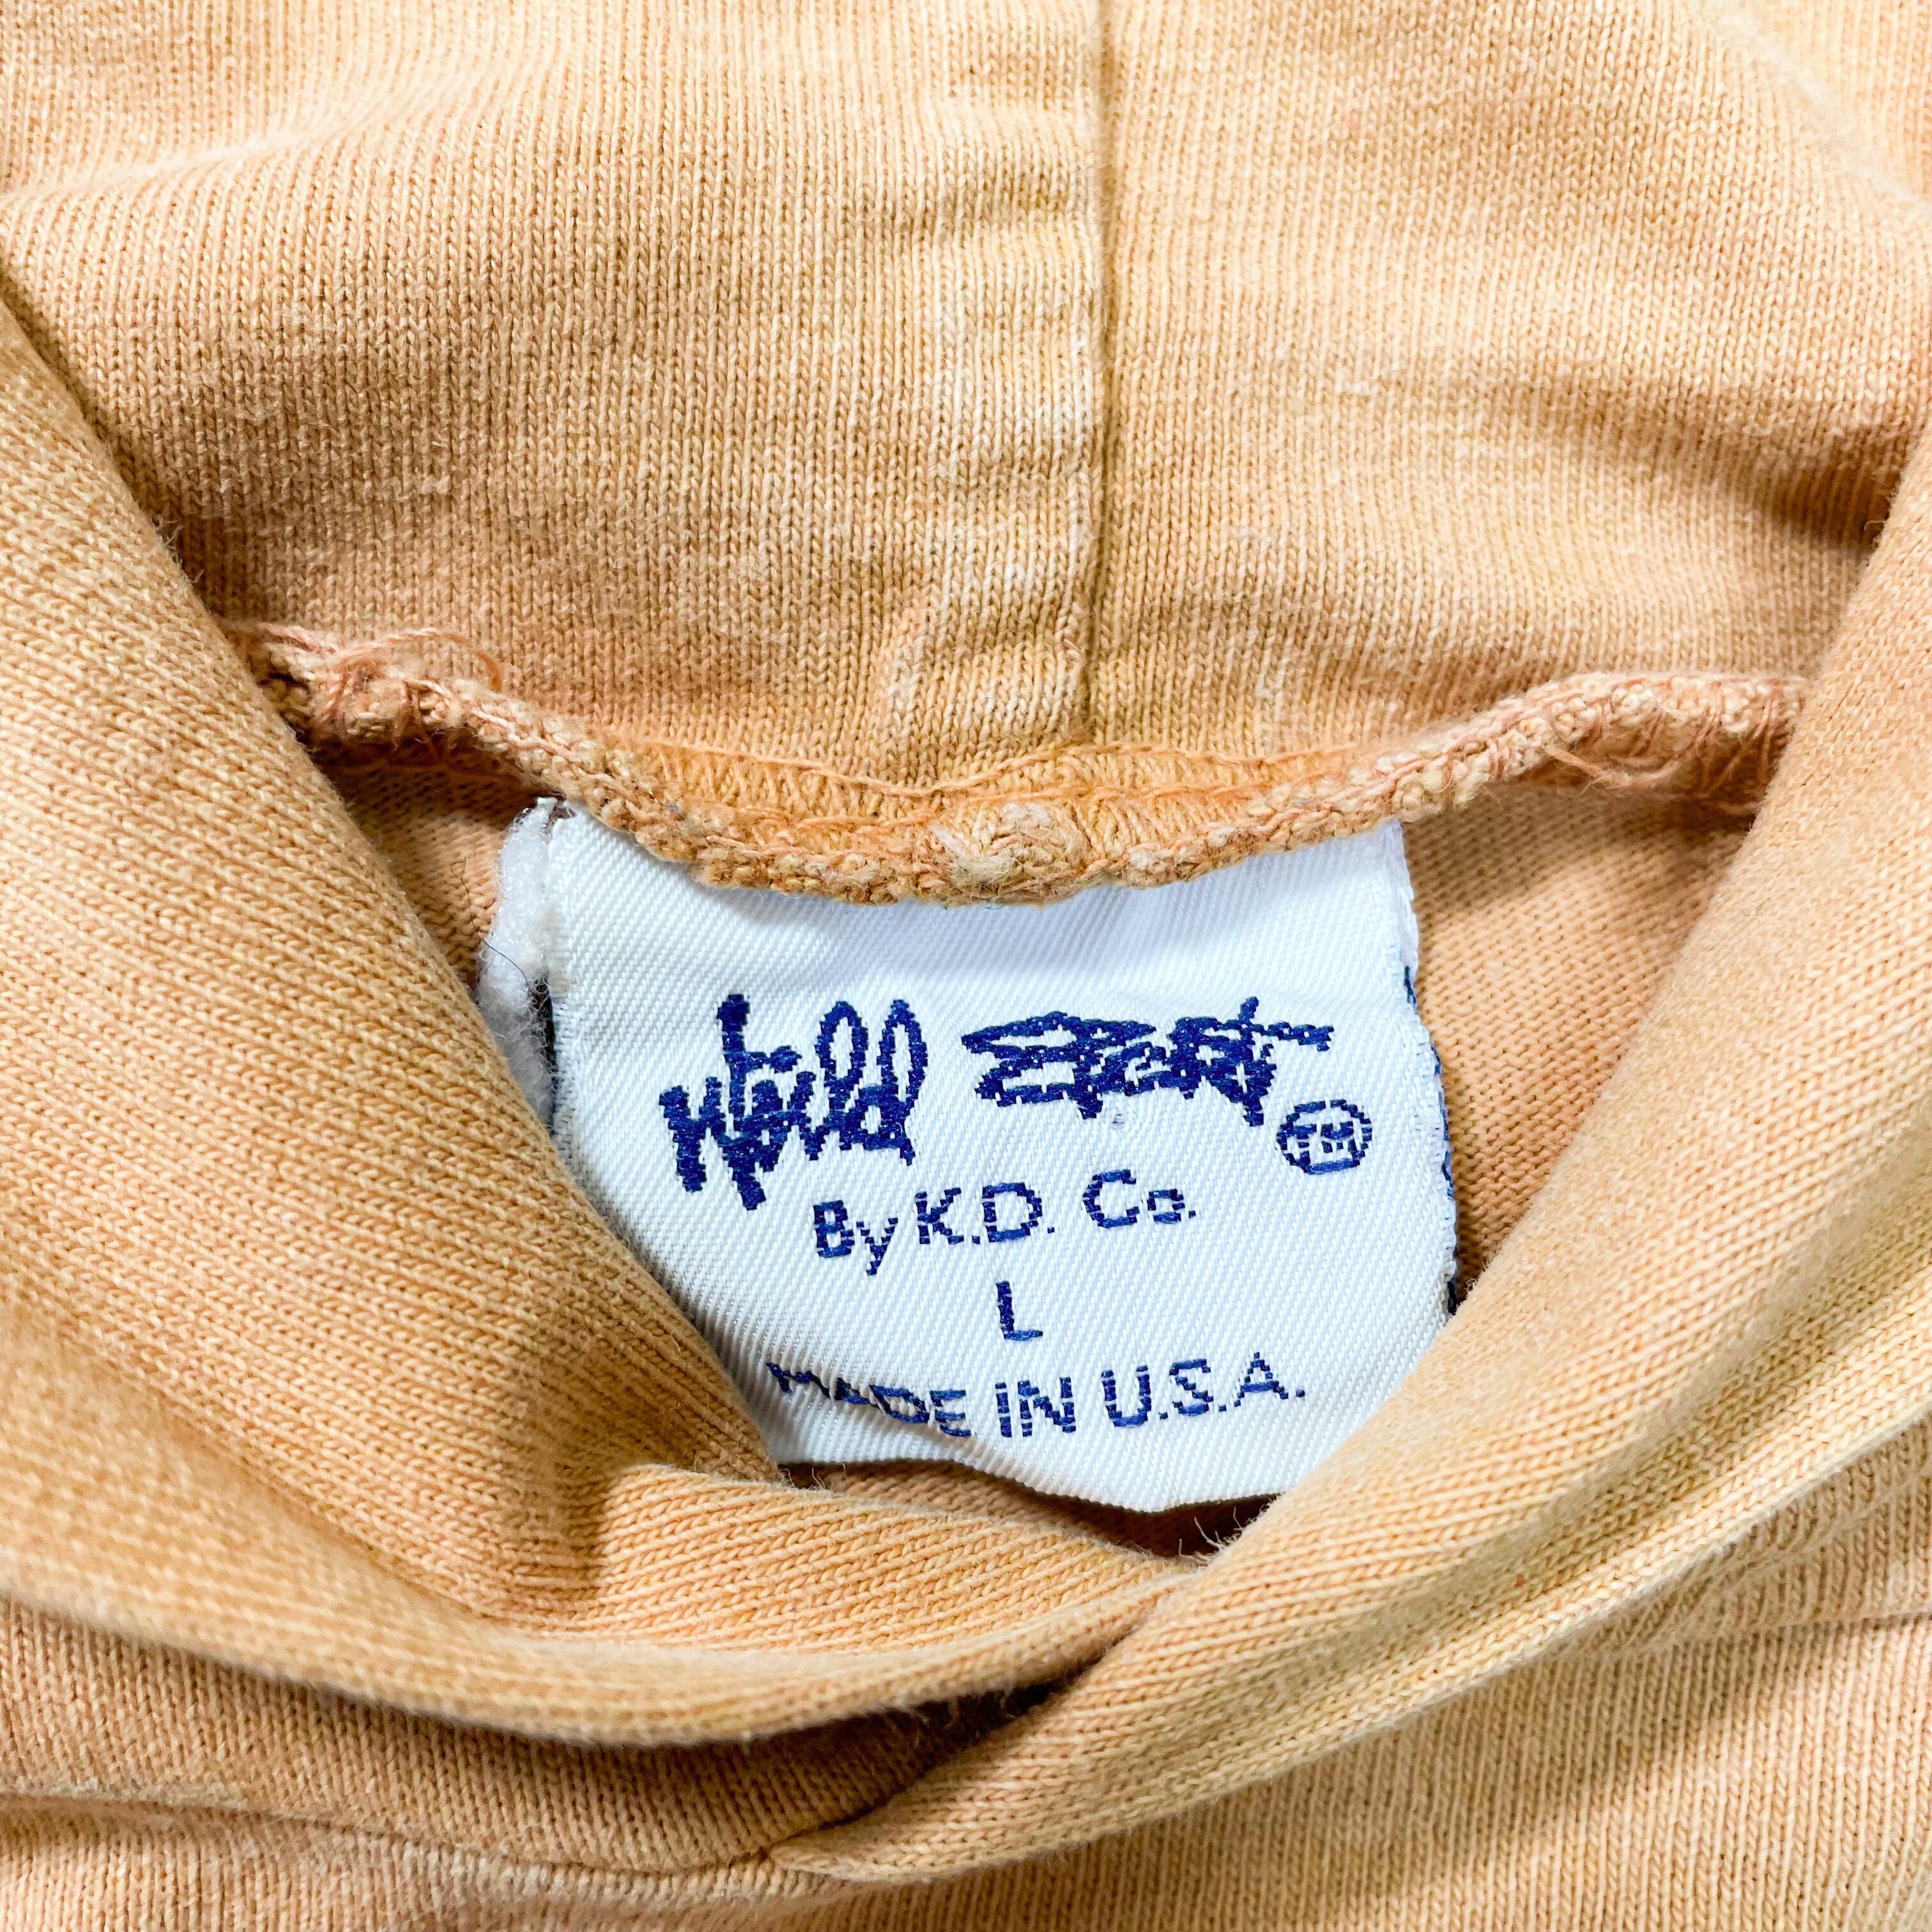 Wild
By K.D. Co.
L
MADE IN U.S.A.